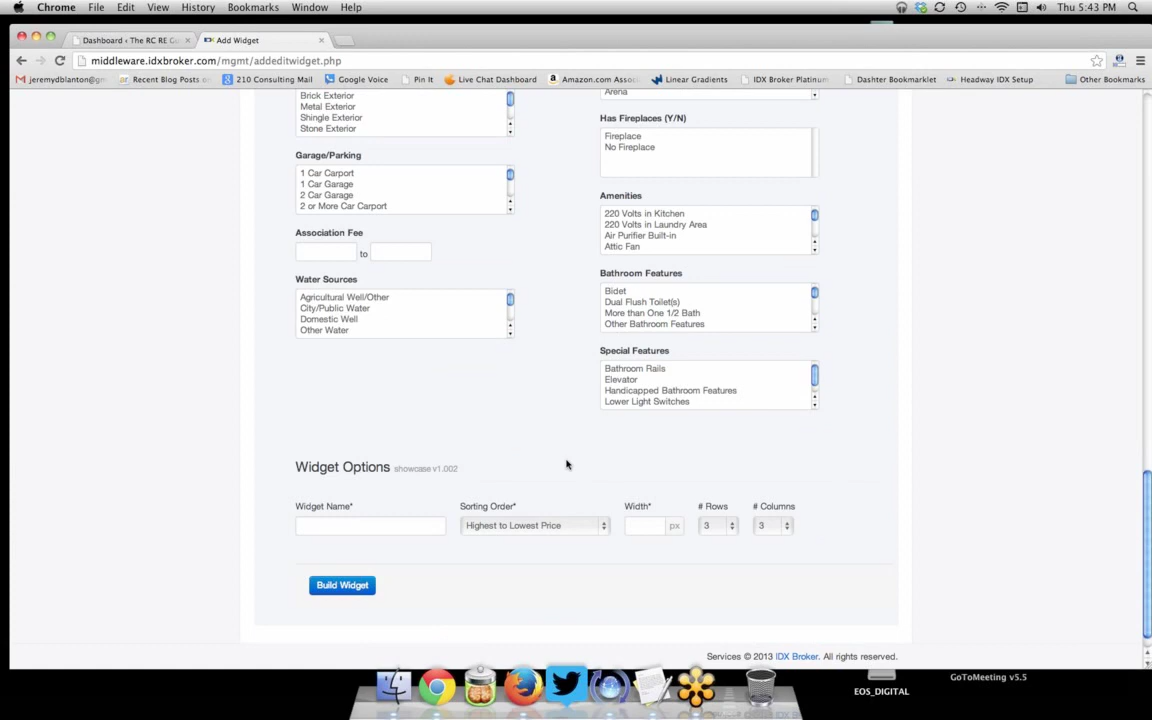 Chrome File Edit View History Bookmarks Window Help Thu 5:43 PM
Dashboard ‹ The RC RE Gu Add Widget
middleware.idxbroker.com/mgmt/addeditwidget.php
jeremydblanton@gm Recent Blog Posts 210 Consulting Mail Google Voice Pin It Live Chat Dashboard Amazon.com Assoc Linear Gradients IDX Broker Platinum Dashter Bookmarklet Headway IDX Setup Other Bookmarks
Brick Exterior
Metal Exterior
Shingle Exterior
Stone Exterior
Garage/Parking
1 Car Carport
1 Car Garage
2 Car Garage
2 or More Car Carport
Association Fee
to
Water Sources
Agricultural Well/Other
City/Public Water
Domestic Well
Other Water
Arena
Has Fireplaces (Y/N)
Fireplace
No Fireplace
Amenities
220 Volts in Kitchen
220 Volts in Laundry Area
Air Purifier Built-in
Attic Fan
Bathroom Features
Bidet
Dual Flush Toilet(s)
More than One 1/2 Bath
Other Bathroom Features
Special Features
Bathroom Rails
Elevator
Handicapped Bathroom Features
Lower Light Switches
Widget Options showcase v1.002
Widget Name* Sorting Order* Width* # Rows # Columns
Highest to Lowest Price px 3 3
Build Widget
Services © 2013 IDX Broker. All rights reserved.
EOS_DIGITAL GoToMeeting v5.5